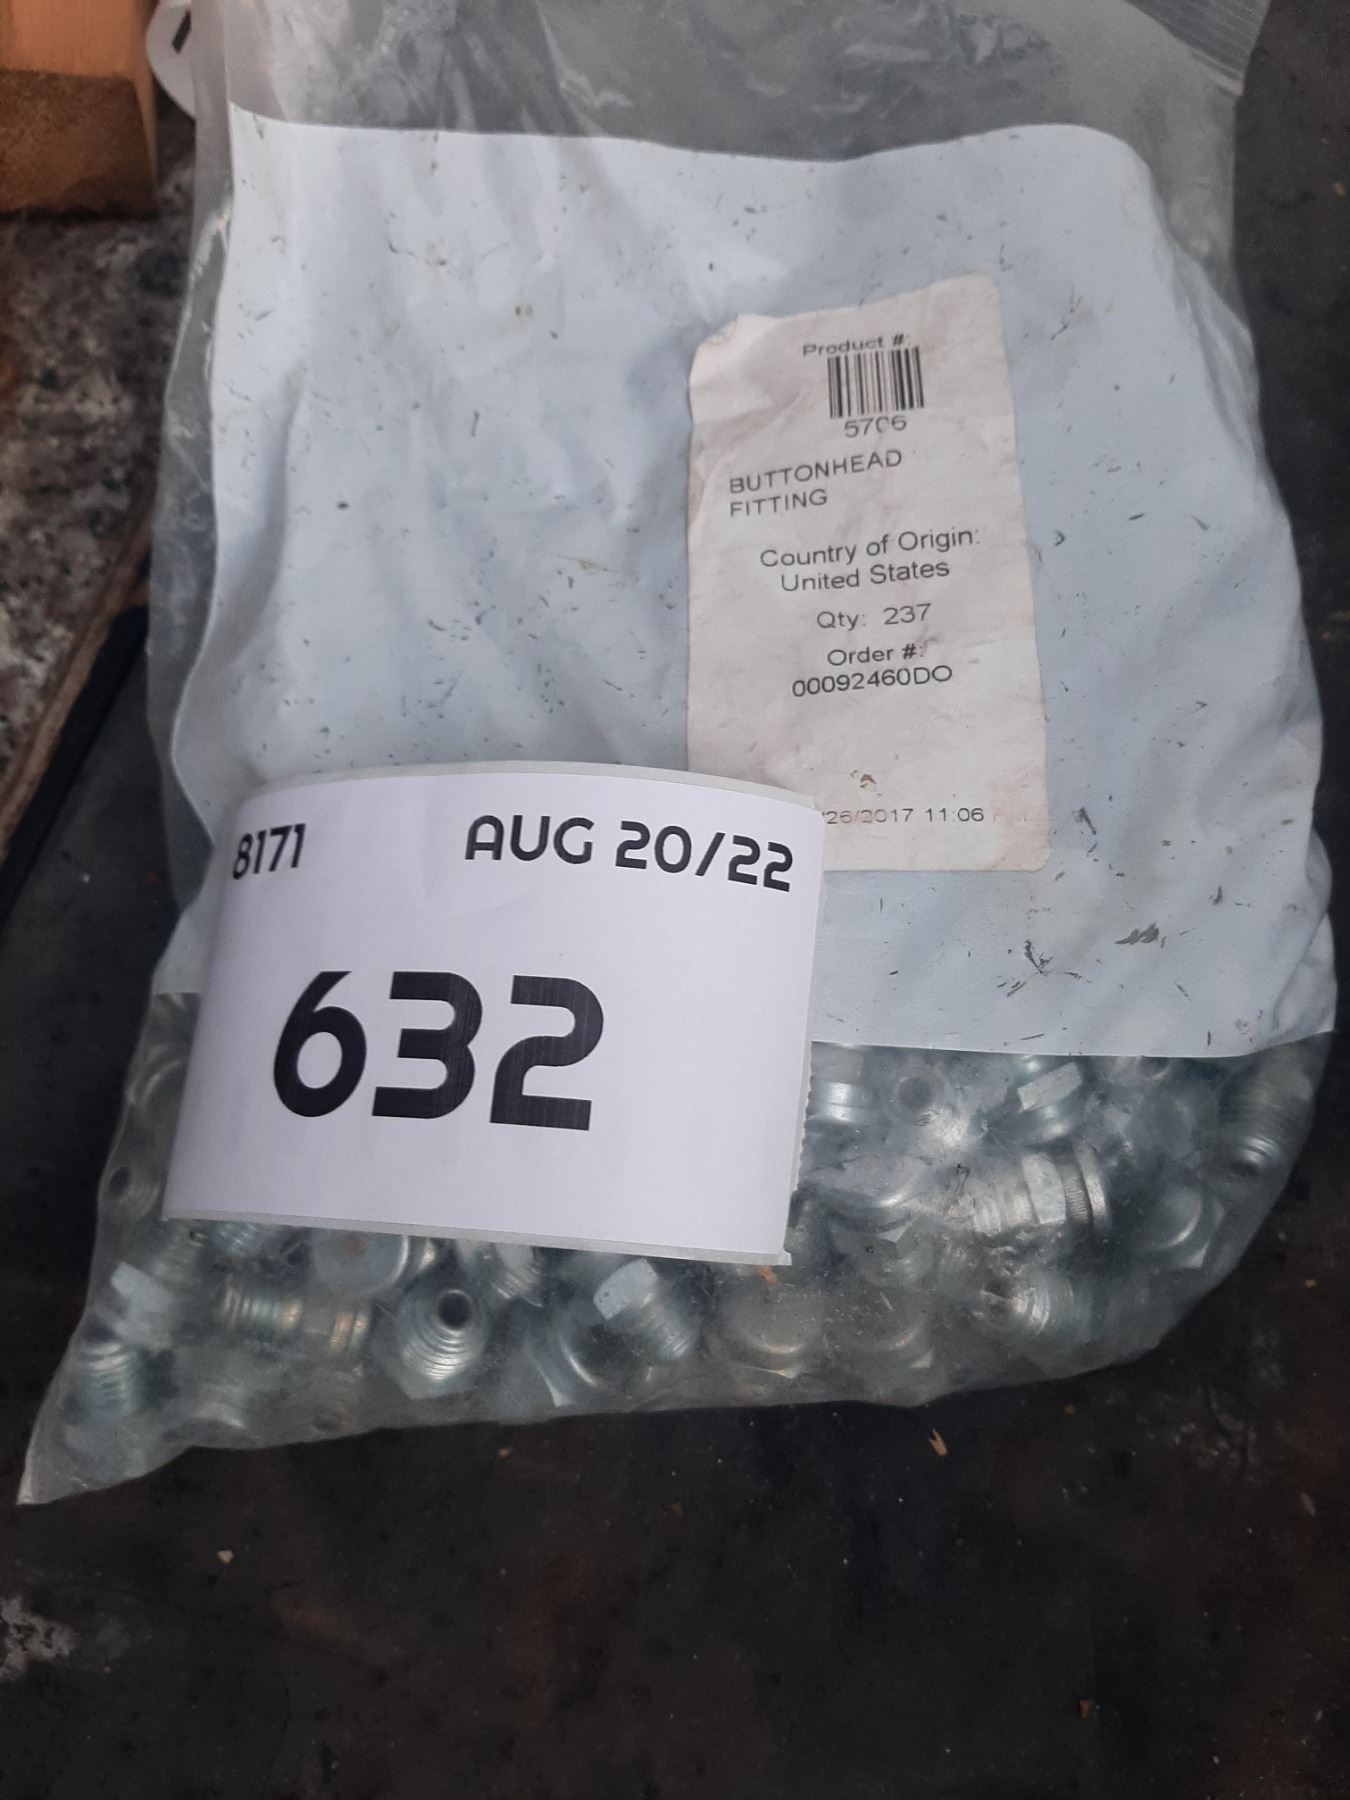 Product #:
5706
BUTTONHEAD
FITTING
Country of Origin:
United States
Qty: 237
Order #:
00092460DO
/26/2017 11:06
8171 AUG 20/22
632